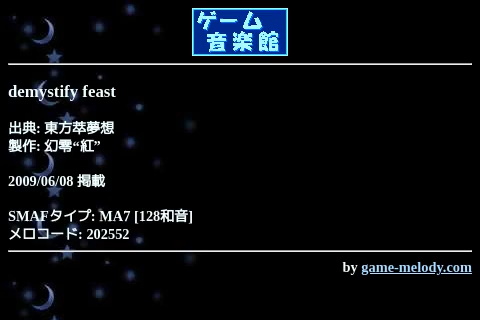 ゲーム
音楽館
demystify feast
出典: 東方萃夢想
製作: 幻零“紅”
2009/06/08 掲載
SMAFタイプ: MA7 [128和音]
メロコード: 202552
by game-melody.com